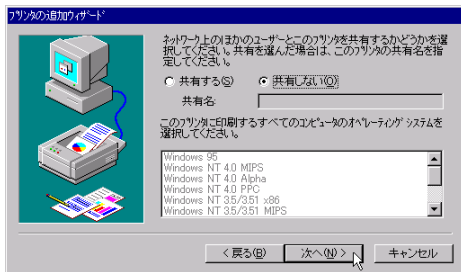 プリンタの追加ウィザード
ネットワーク上のほかのユーザーとこのプリンタを共有するかどうかを選
択してください。共有を選んだ場合は、このプリンタの共有名を指
定してください。
共有する(S) 共有しない(O)
共有名:
このプリンタに印刷するすべてのコンピュータのオペレーティング システムを
選択してください。
Windows 95
Windows NT 4.0 MIPS
Windows NT 4.0 Alpha
Windows NT 4.0 PPC
Windows NT 3.5/3.51 x86
Windows NT 3.5/3.51 MIPS
< 戻る(B) 次へ(N) > キャンセル